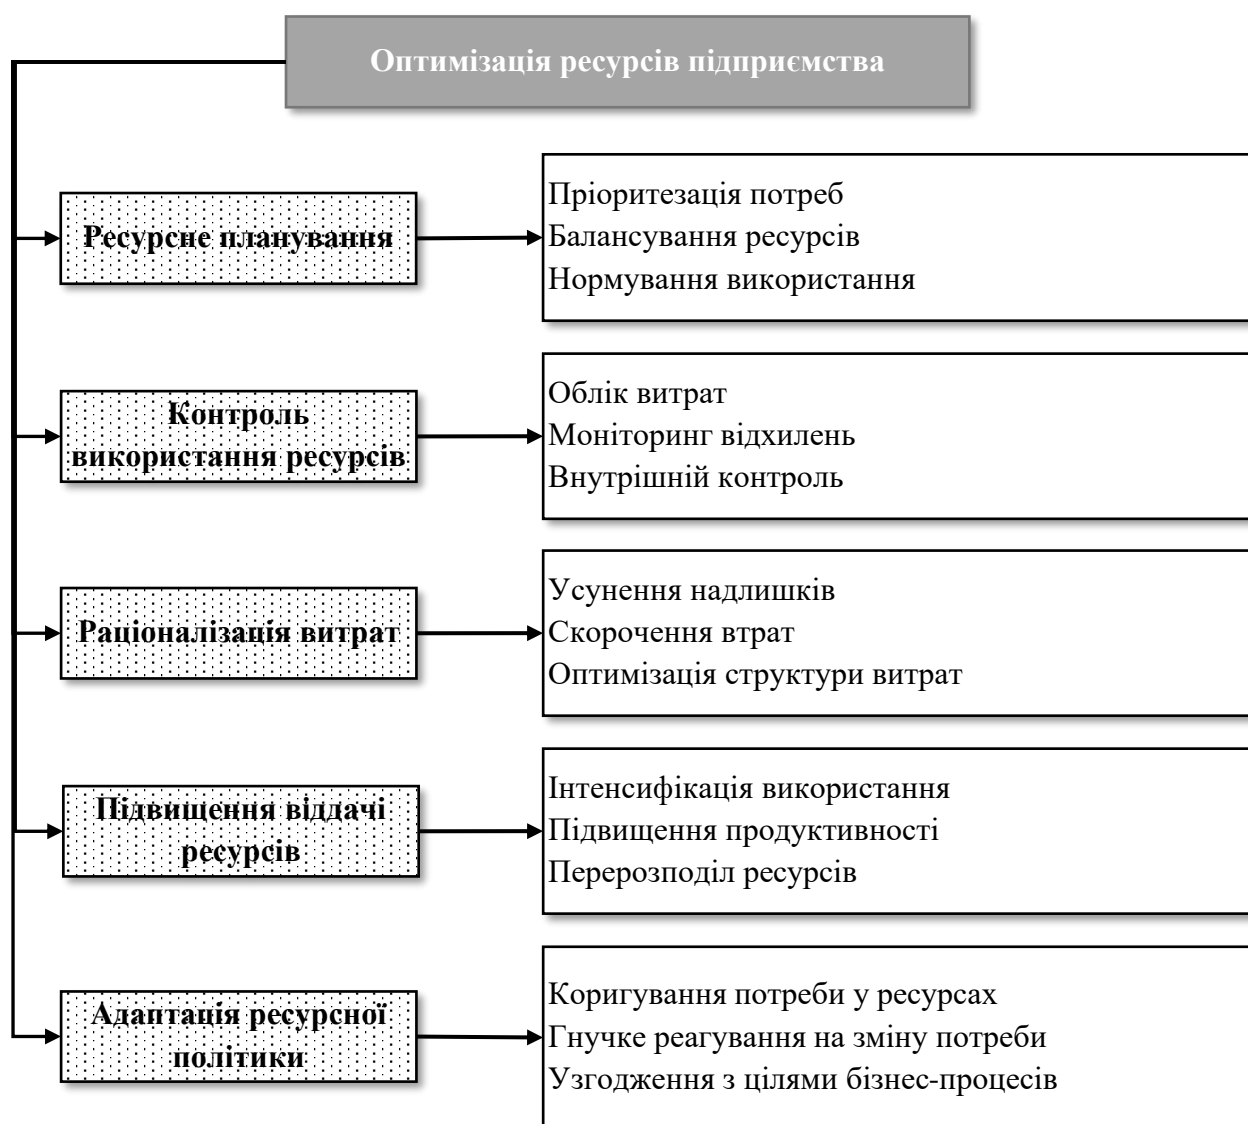 Оптимізація ресурсів підприємства
Ресурсне планування
Пріоритезація потреб
Балансування ресурсів
Нормування використання
Контроль
використання ресурсів
Облік витрат
Моніторинг відхилень
Внутрішній контроль
Раціоналізація витрат
Усунення надлишків
Скорочення втрат
Оптимізація структури витрат
Підвищення віддачі
ресурсів
Інтенсифікація використання
Підвищення продуктивності
Перерозподіл ресурсів
Адаптація ресурсної
політики
Коригування потреби у ресурсах
Гнучке реагування на зміну потреби
Узгодження з цілями бізнес-процесів